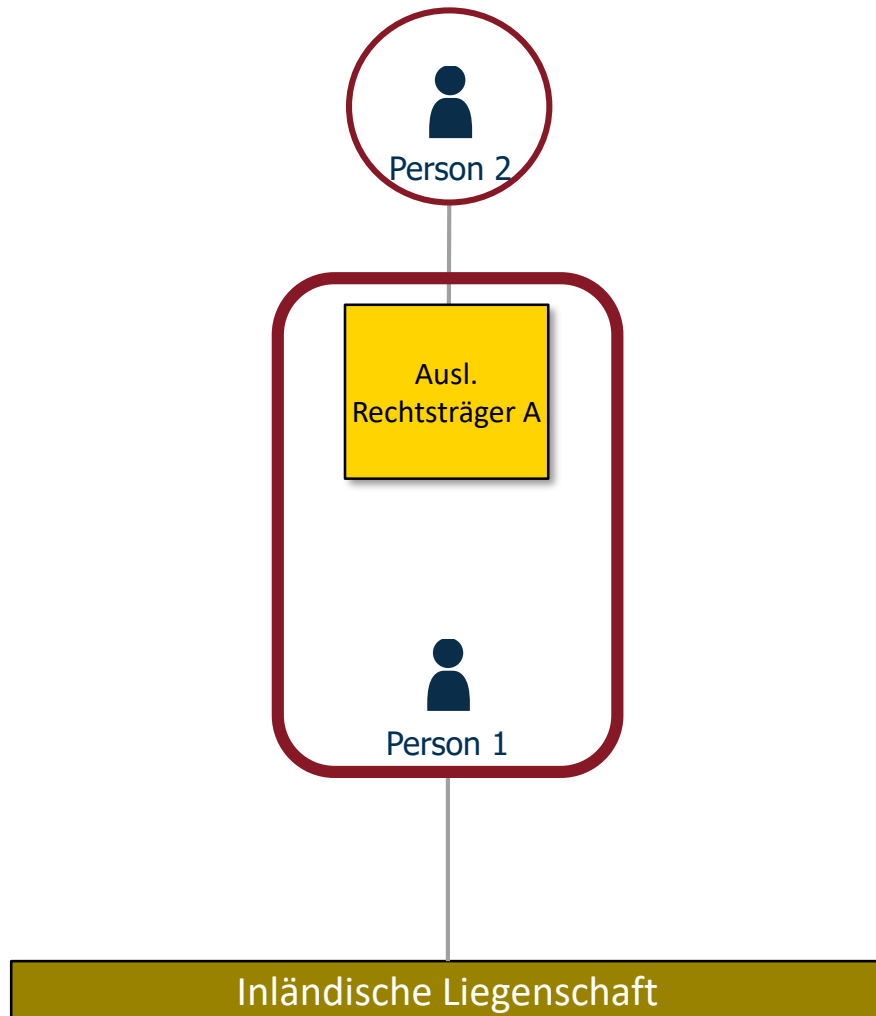 Person 2
Ausl.
Rechtsträger A
Person 1
Inländische Liegenschaft